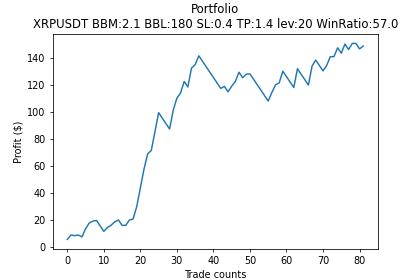 Portfolio
XRPUSDT BBM:2.1 BBL:180 SL:0.4 TP:1.4 lev:20 WinRatio:57.0
140
120
100
80
60
40
20
0
Profit ($)
0 10 20 30 40 50 60 70 80
Trade counts